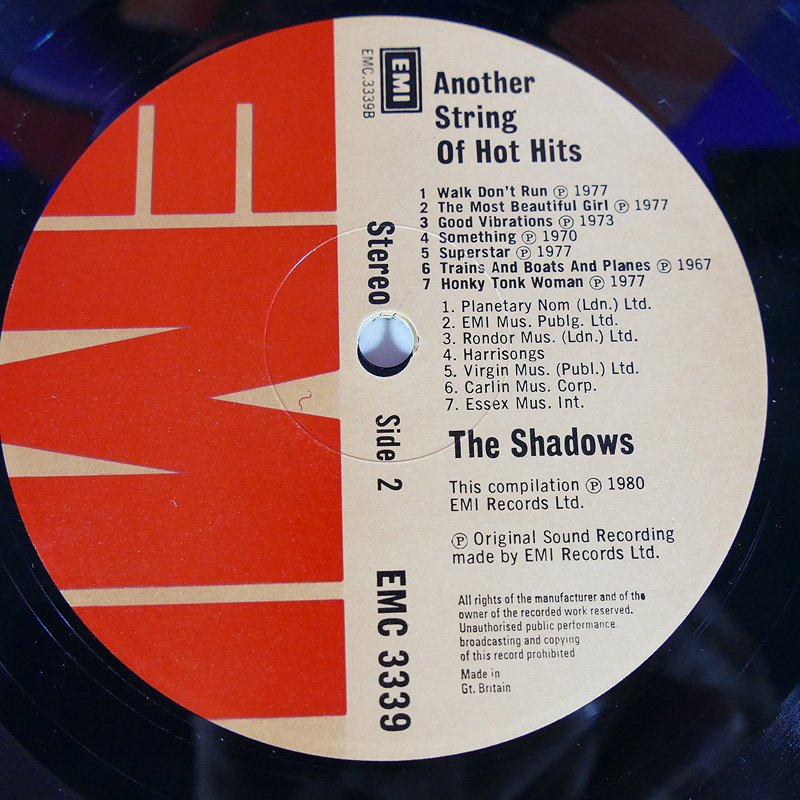 EMI
EMC.3339B
EMI
Another
String
Of Hot Hits
1 Walk Don't Run ℗ 1977
2 The Most Beautiful Girl ℗ 1977
3 Good Vibrations ℗ 1973
4 Something ℗ 1970
5 Superstar ℗ 1977
6 Trains And Boats And Planes ℗ 1967
7 Honky Tonk Woman ℗ 1977
1. Planetary Nom (Ldn.) Ltd.
2. EMI Mus. Publg. Ltd.
3. Rondor Mus. (Ldn.) Ltd.
4. Harrisongs
5. Virgin Mus. (Publ.) Ltd.
6. Carlin Mus. Corp.
7. Essex Mus. Int.
Stereo
Side 2
EMC 3339
The Shadows
This compilation ℗ 1980
EMI Records Ltd.
℗ Original Sound Recording
made by EMI Records Ltd.
All rights of the manufacturer and of the
owner of the recorded work reserved.
Unauthorised public performance.
broadcasting and copying
of this record prohibited
Made in
Gt. Britain